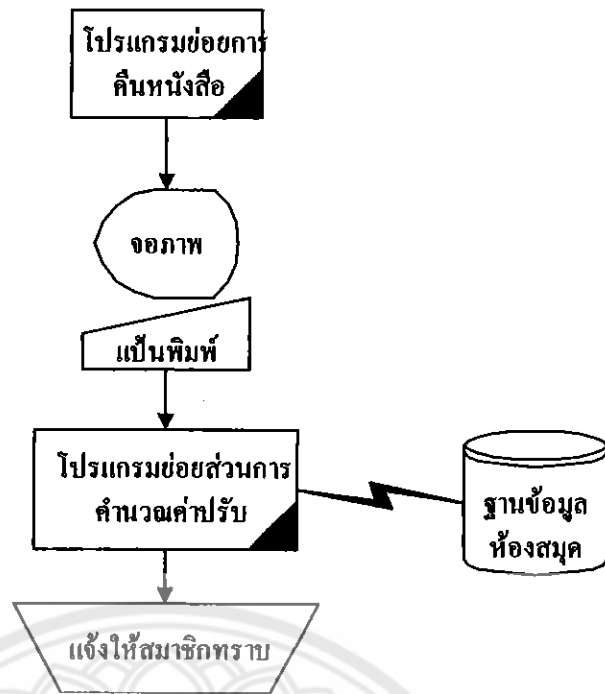 โปรแกรมย่อยการ
คืนหนังสือ
จอภาพ
แป้นพิมพ์
โปรแกรมย่อยส่วนการ
คำนวณค่าปรับ
ฐานข้อมูล
ห้องสมุด
แจ้งให้สมาชิกทราบ